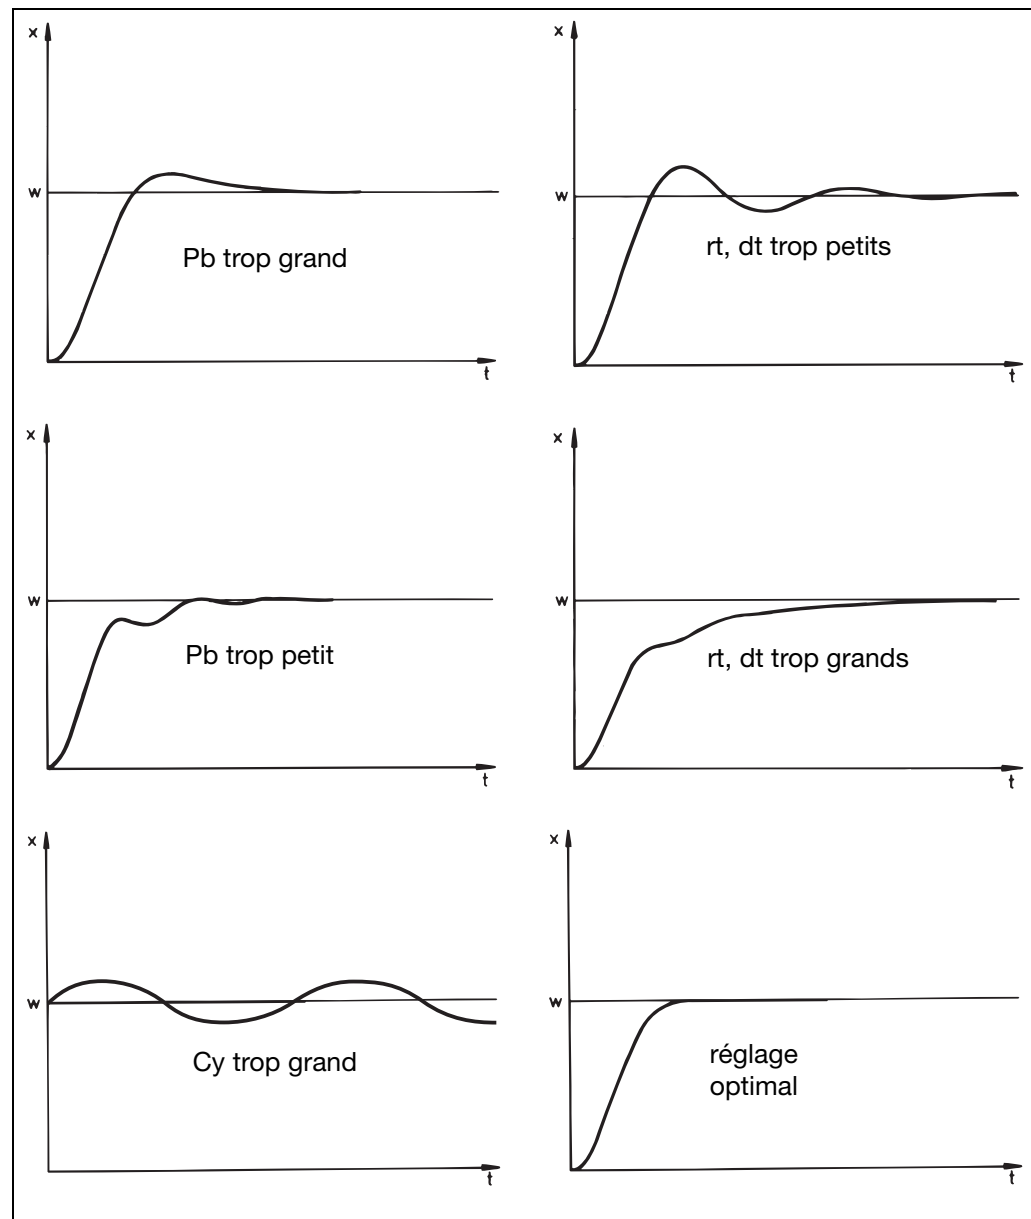 x
w
Pb trop grand
t
x
w
rt, dt trop petits
t
x
w
Pb trop petit
t
x
w
rt, dt trop grands
t
x
w
Cy trop grand
t
x
w
réglage
optimal
t